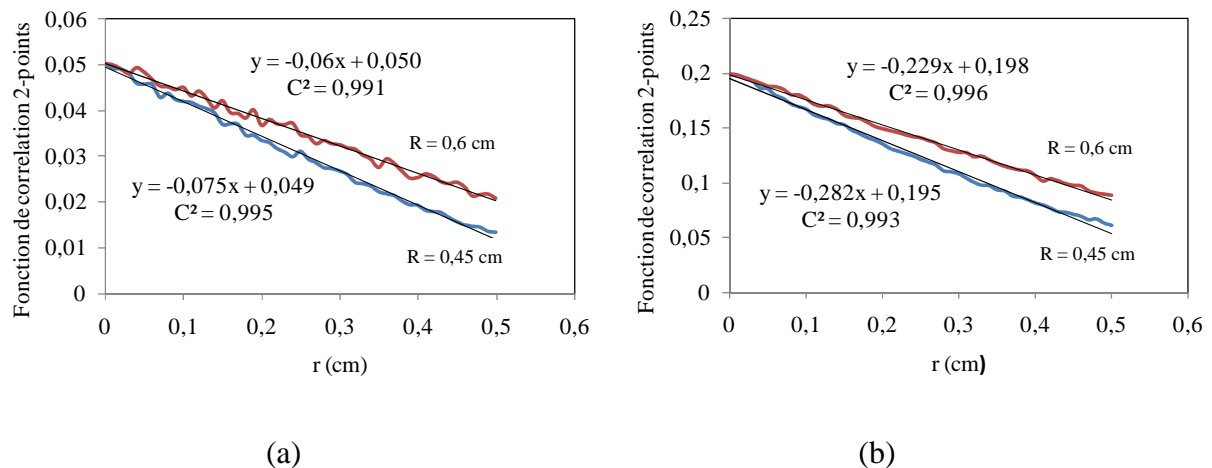 0,06
0,05
0,04
0,03
0,02
0,01
0
Fonction de correlation 2-points
y = -0,06x + 0,050
C² = 0,991
R = 0,6 cm
y = -0,075x + 0,049
C² = 0,995
R = 0,45 cm
0 0,1 0,2 0,3 0,4 0,5 0,6
r (cm)
(a)
0,25
0,2
0,15
0,1
0,05
0
Fonction de correlation 2-points
y = -0,229x + 0,198
C² = 0,996
R = 0,6 cm
y = -0,282x + 0,195
C² = 0,993
R = 0,45 cm
0 0,1 0,2 0,3 0,4 0,5 0,6
r (cm)
(b)